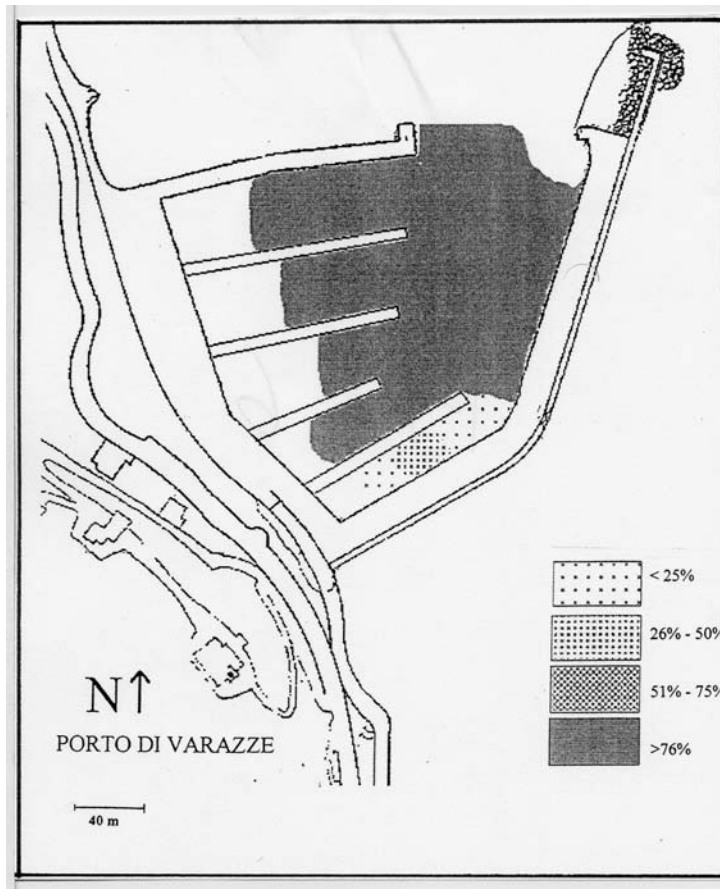 < 25%
26% - 50%
51% - 75%
>76%
N↑
PORTO DI VARAZZE
40 m